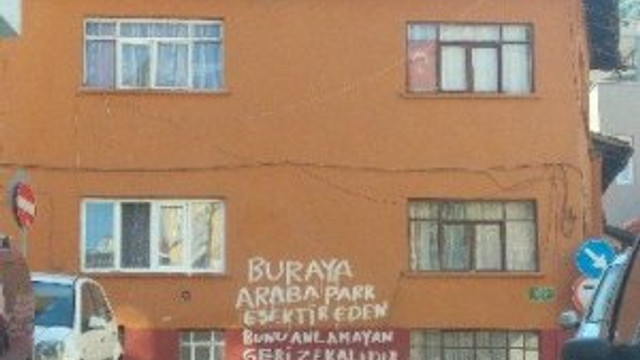 BURAYA
ARABA PARK
EŞEKTİR EDEN
BUNU ANLAMAYAN
GERİ ZEKALIDIR